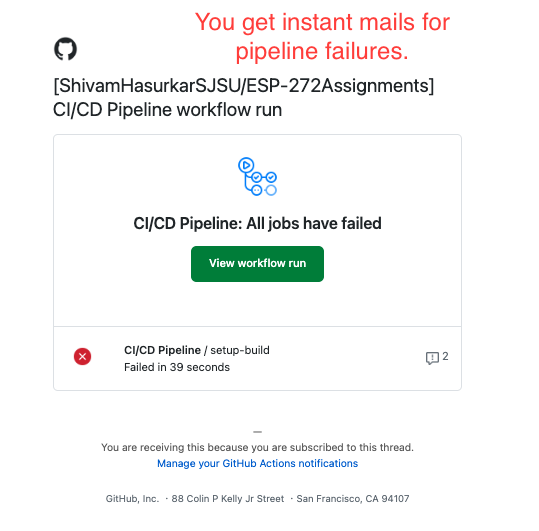 You get instant mails for
pipeline failures.
[ShivamHasurkarSJSU/ESP-272Assignments]
CI/CD Pipeline workflow run
CI/CD Pipeline: All jobs have failed
View workflow run
CI/CD Pipeline / setup-build
Failed in 39 seconds
2
—
You are receiving this because you are subscribed to this thread.
Manage your GitHub Actions notifications
GitHub, Inc. ・88 Colin P Kelly Jr Street ・San Francisco, CA 94107